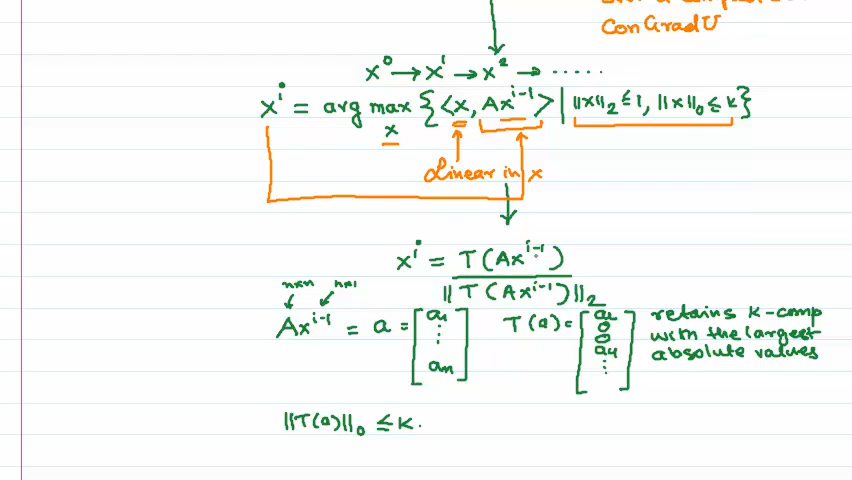 ConGradU
x⁰ → x¹ → x² → ·····
xⁱ = arg max {<x, Axⁱ⁻¹> | ||x||₂ ≤ 1, ||x||₀ ≤ k}
x
Linear in x
xⁱ = T(Axⁱ⁻¹)
|| T(Axⁱ⁻¹) ||₂
n×n n×1
Axⁱ⁻¹ = a = [a₁ ⋮ aₙ] T(a) = [a₁ 0 0 a₄ ⋮] retains k-comp
with the largest
absolute values
||T(a)||₀ ≤ k.